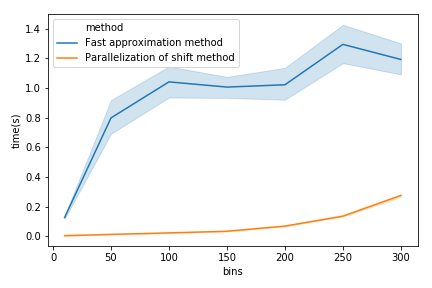 method
Fast approximation method
Parallelization of shift method
time(s)
1.4
1.2
1.0
0.8
0.6
0.4
0.2
0.0
0 50 100 150 200 250 300
bins